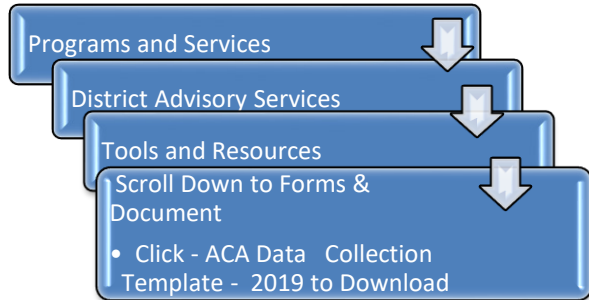 Programs and Services
District Advisory Services
Tools and Resources
Scroll Down to Forms &
Document
• Click - ACA Data Collection
Template - 2019 to Download